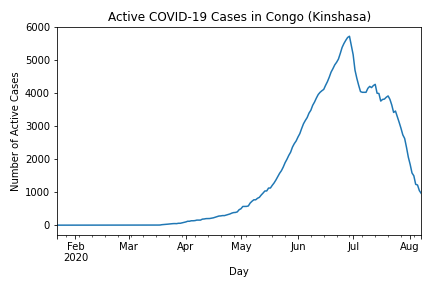 Active COVID-19 Cases in Congo (Kinshasa)
Number of Active Cases
6000
5000
4000
3000
2000
1000
0
Feb Mar Apr May Jun Jul Aug
2020
Day